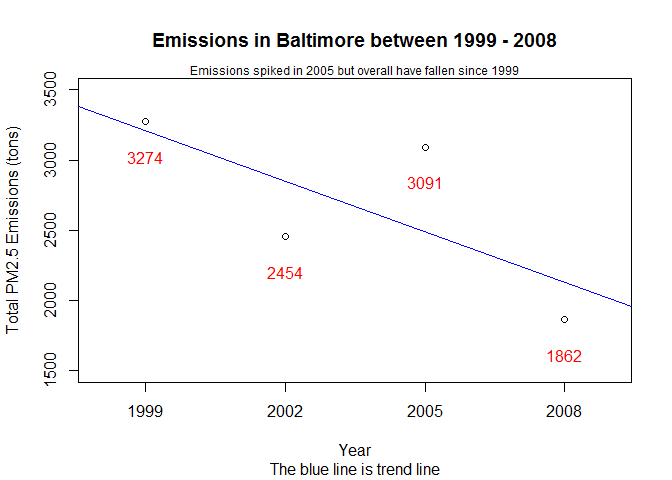 Emissions in Baltimore between 1999 - 2008
Emissions spiked in 2005 but overall have fallen since 1999
Total PM2.5 Emissions (tons)
3500
3000
2500
2000
1500
3274
2454
3091
1862
1999
2002
2005
2008
Year
The blue line is trend line